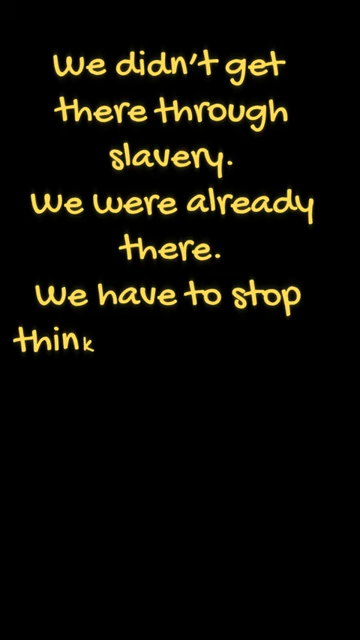 We didn't get
there through
slavery.
We were already
there.
We have to stop
think